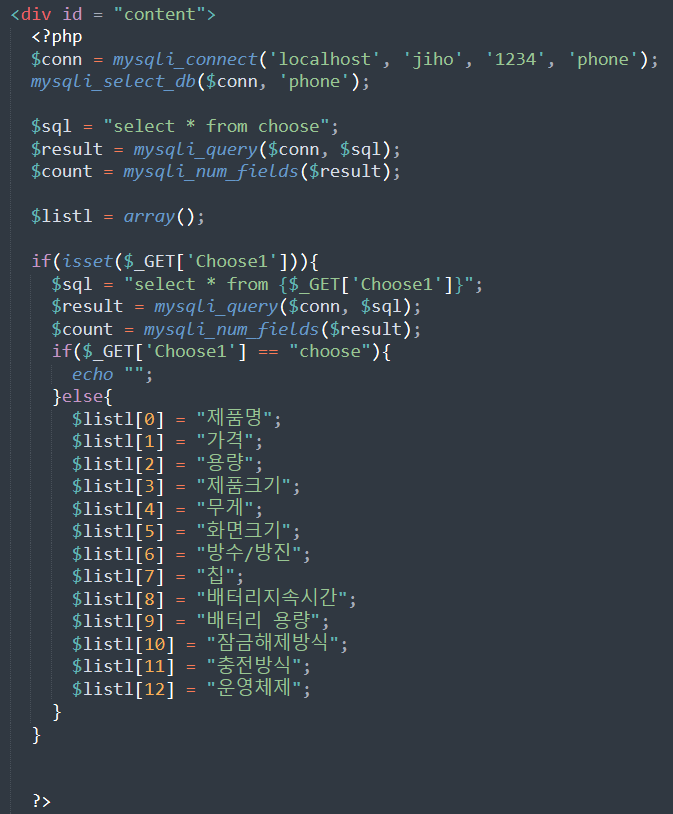 <div id = "content">
<?php
$conn = mysqli_connect('localhost', 'jiho', '1234', 'phone');
mysqli_select_db($conn, 'phone');
$sql = "select * from choose";
$result = mysqli_query($conn, $sql);
$count = mysqli_num_fields($result);
$listl = array();
if(isset($_GET['Choose1'])){
$sql = "select * from {$_GET['Choose1']}";
$result = mysqli_query($conn, $sql);
$count = mysqli_num_fields($result);
if($_GET['Choose1'] == "choose"){
echo "";
}else{
$listl[0] = "제품명";
$listl[1] = "가격";
$listl[2] = "용량";
$listl[3] = "제품크기";
$listl[4] = "무게";
$listl[5] = "화면크기";
$listl[6] = "방수/방진";
$listl[7] = "칩";
$listl[8] = "배터리지속시간";
$listl[9] = "배터리 용량";
$listl[10] = "잠금해제방식";
$listl[11] = "충전방식";
$listl[12] = "운영체제";
}
}
?>